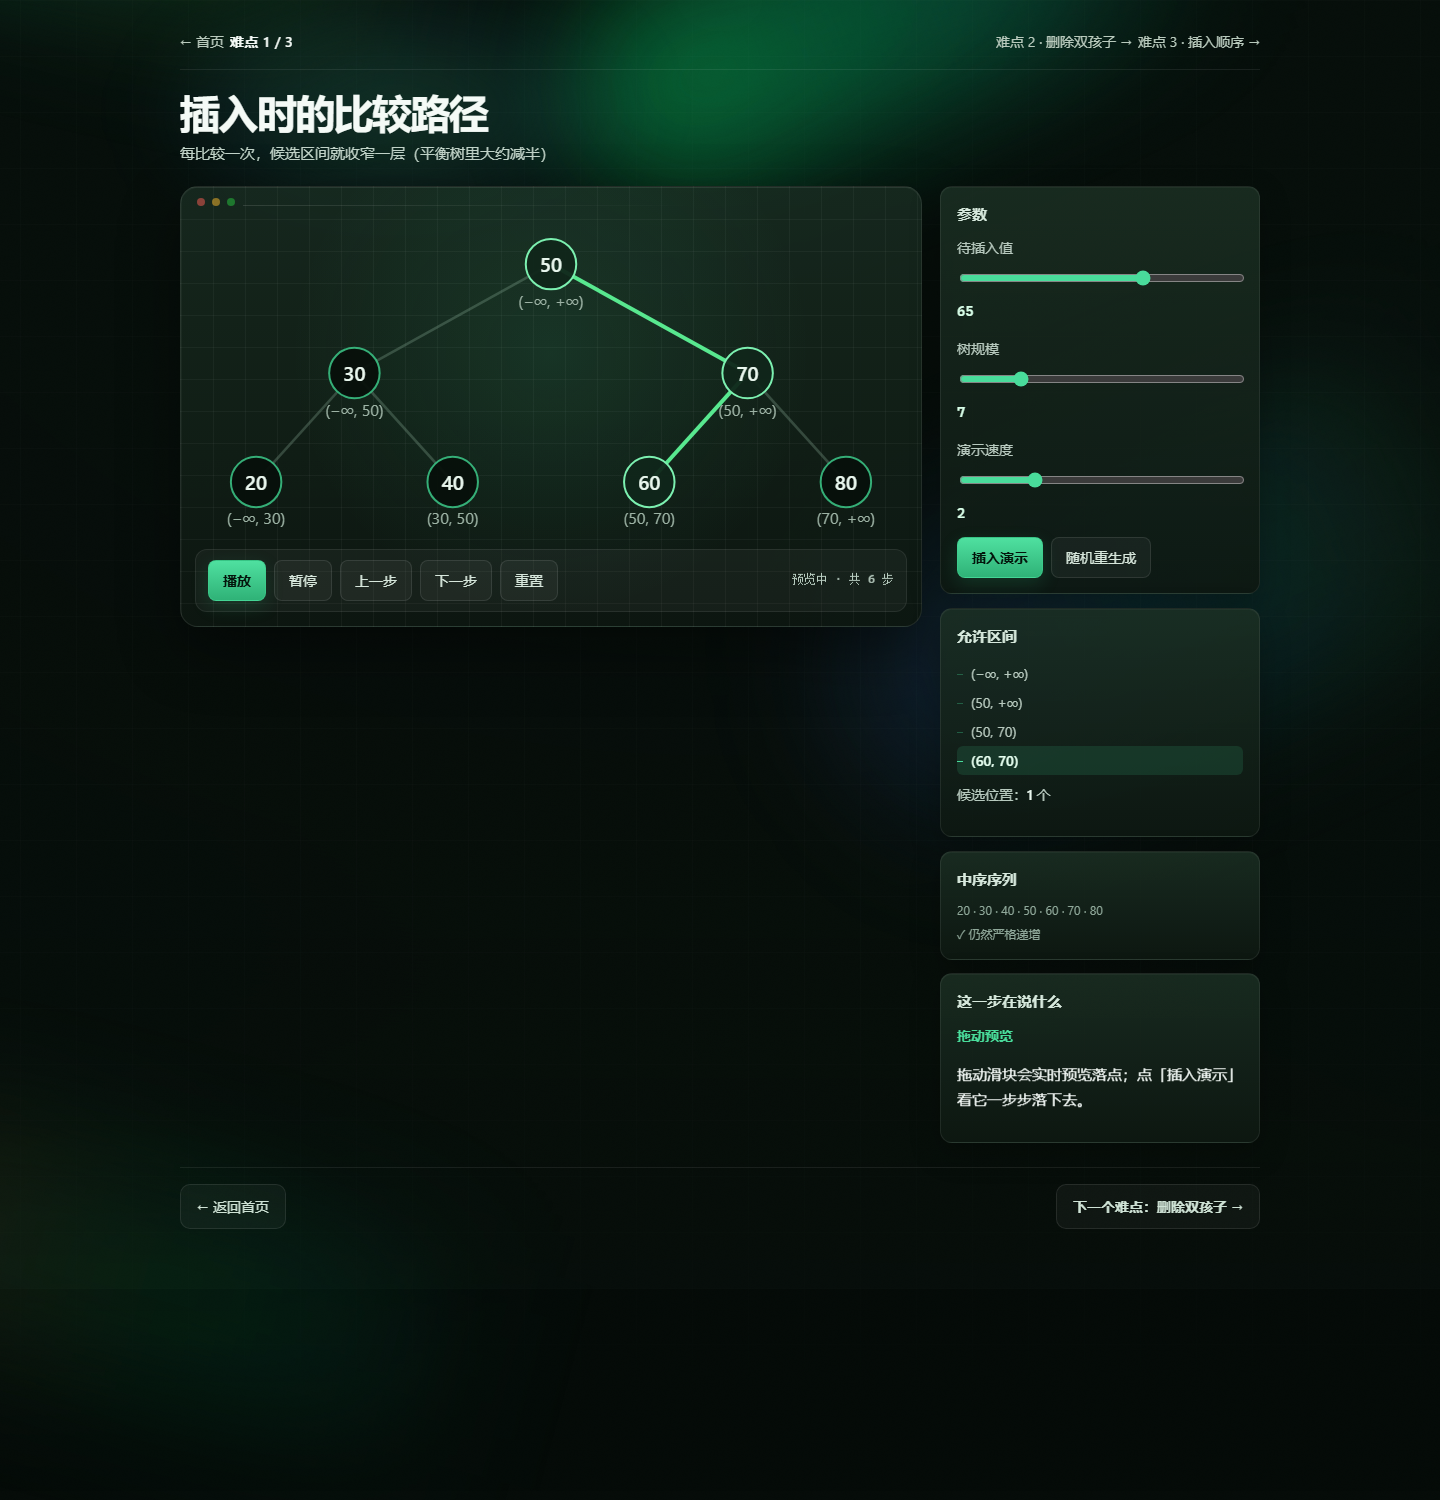 ← 首页 难点 1 / 3
难点 2 · 删除双孩子 → 难点 3 · 插入顺序 →
插入时的比较路径
每比较一次，候选区间就收窄一层（平衡树里大约减半）
50
(−∞, +∞)
30
70
(−∞, 50)
(50, +∞)
20
40
60
80
(−∞, 30)
(30, 50)
(50, 70)
(70, +∞)
播放 暂停 上一步 下一步 重置
预览中 · 共 6 步
参数
待插入值
65
树规模
7
演示速度
2
插入演示 随机重生成
允许区间
– (−∞, +∞)
– (50, +∞)
– (50, 70)
– (60, 70)
候选位置：1 个
中序序列
20 · 30 · 40 · 50 · 60 · 70 · 80
✓ 仍然严格递增
这一步在说什么
拖动预览
拖动滑块会实时预览落点；点「插入演示」
看它一步步落下去。
← 返回首页
下一个难点：删除双孩子 →